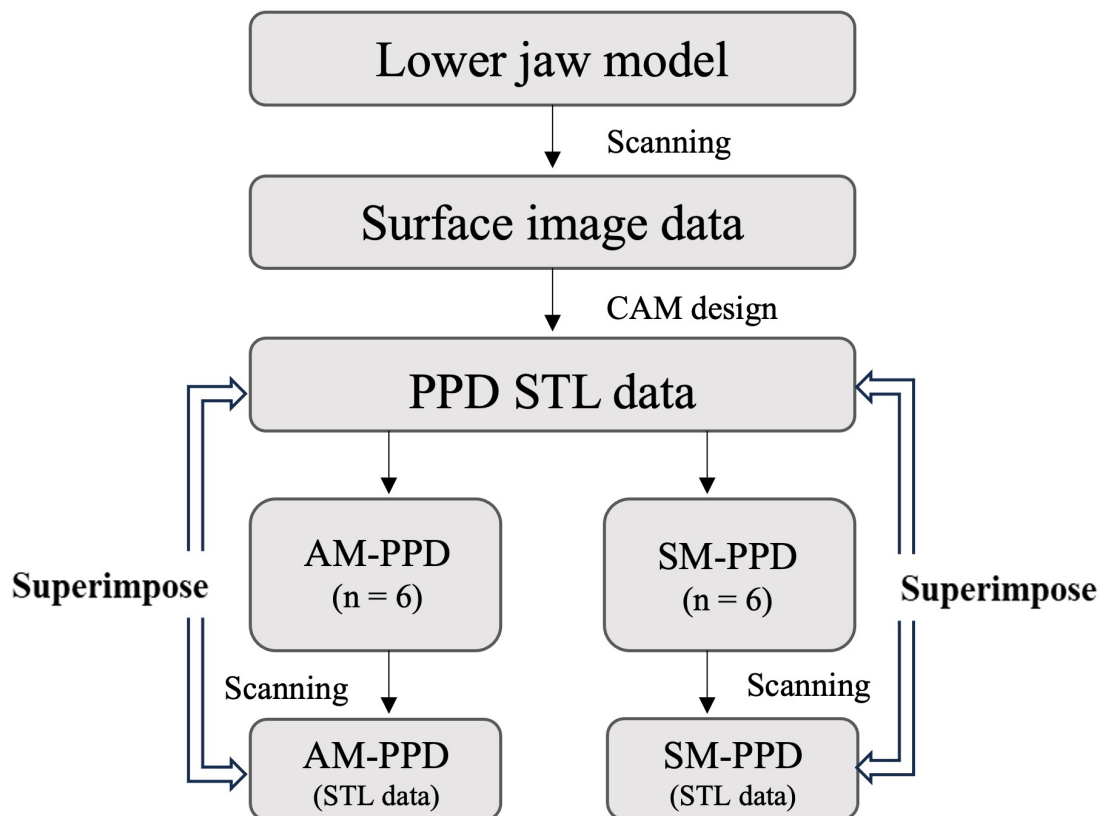 Lower jaw model
Scanning
Surface image data
CAM design
PPD STL data
AM-PPD
(n = 6)
SM-PPD
(n = 6)
Superimpose
Superimpose
Scanning
Scanning
AM-PPD
(STL data)
SM-PPD
(STL data)